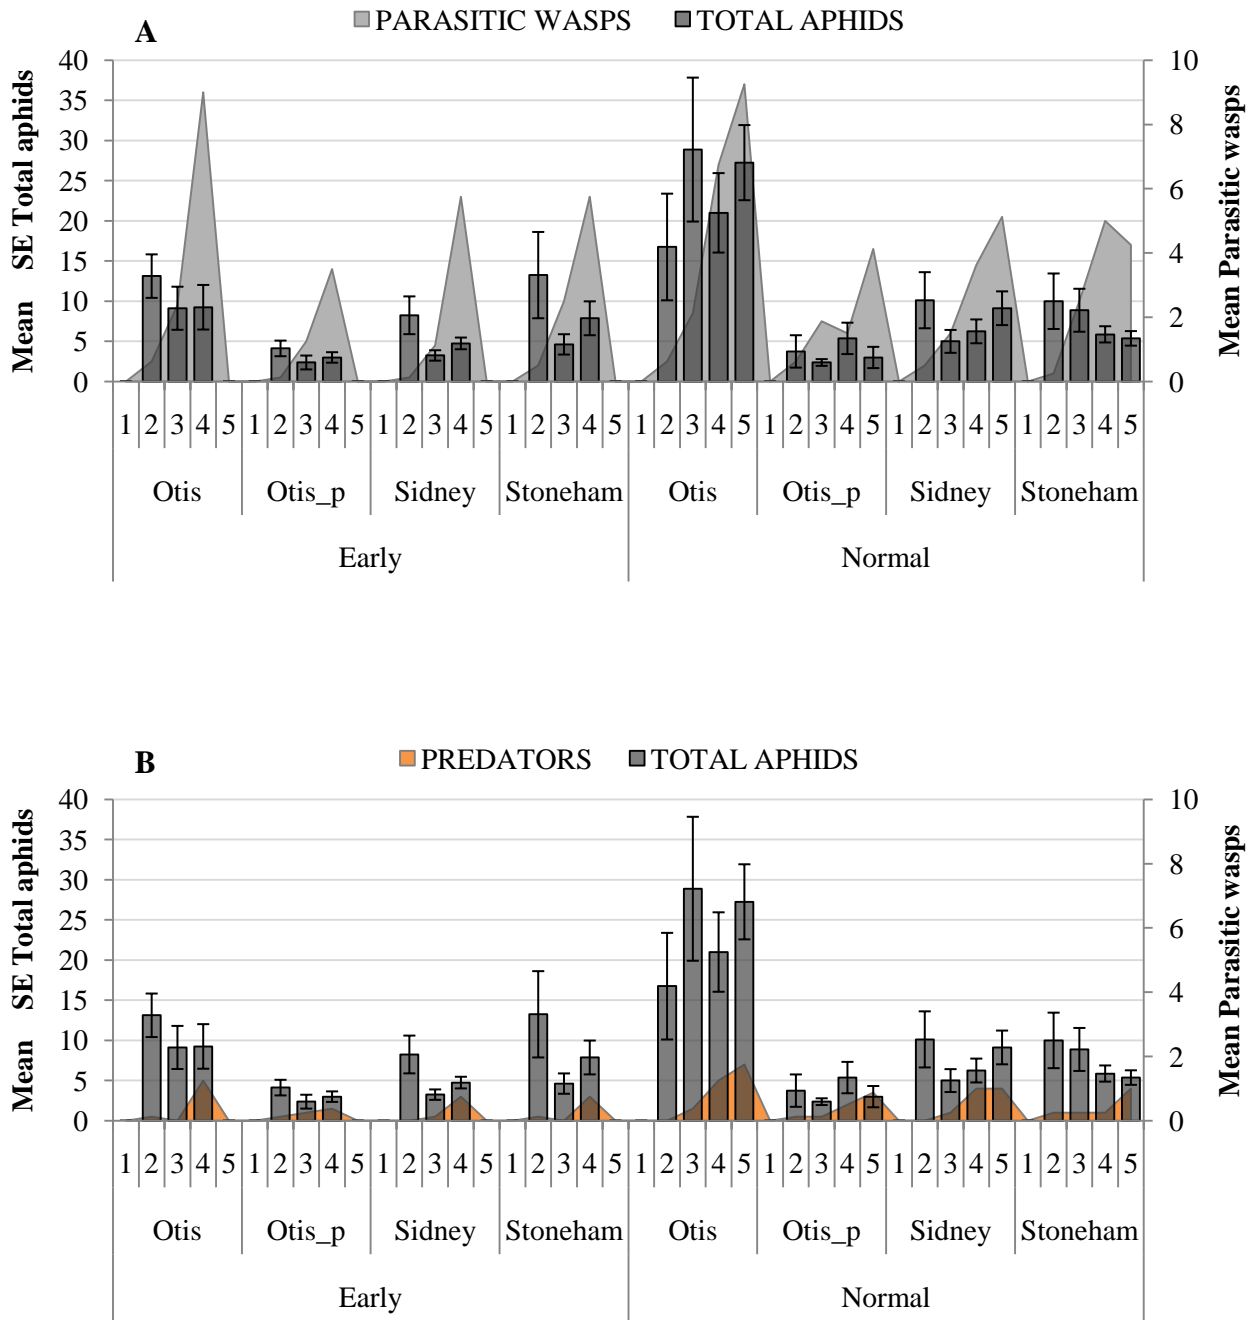 A
PARASITIC WASPS TOTAL APHIDS
40 10
35
30 8
25
20 6
15 4
10
5 2
0 0
Mean SE Total aphids
Mean Parasitic wasps
1 2 3 4 5 1 2 3 4 5 1 2 3 4 5 1 2 3 4 5 1 2 3 4 5 1 2 3 4 5 1 2 3 4 5 1 2 3 4 5
Otis Otis_p Sidney Stoneham Otis Otis_p Sidney Stoneham
Early Normal
B
PREDATORS TOTAL APHIDS
40 10
35
30 8
25
20 6
15 4
10
5 2
0 0
Mean SE Total aphids
Mean Parasitic wasps
1 2 3 4 5 1 2 3 4 5 1 2 3 4 5 1 2 3 4 5 1 2 3 4 5 1 2 3 4 5 1 2 3 4 5 1 2 3 4 5
Otis Otis_p Sidney Stoneham Otis Otis_p Sidney Stoneham
Early Normal